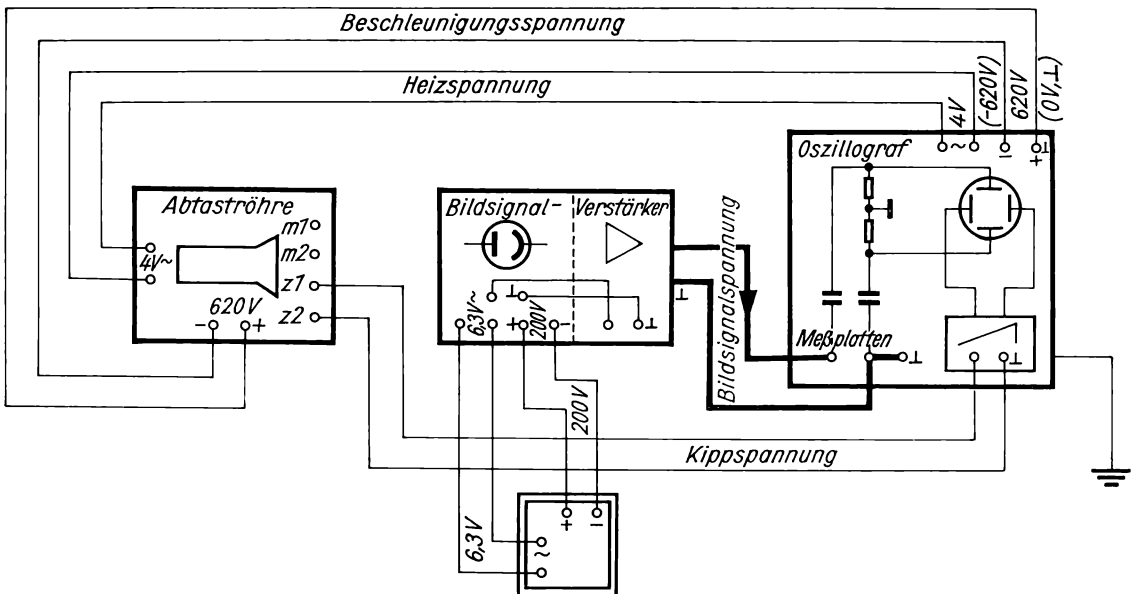 Beschleunigungsspannung
Heizspannung
4V
(-620V)
620V
(0V,⊥)
~
-
+
⊥
Oszillograf
Abtaströhre
m1
m2
4V~
z1
620V
- +
z2
Bildsignal-
Verstärker
⊥
6,3V~
+
200V
-
⊥
⊥
Bildsignalspannung
Meßplatten
⊥
⊥
200V
Kippspannung
6,3V
+ -
~